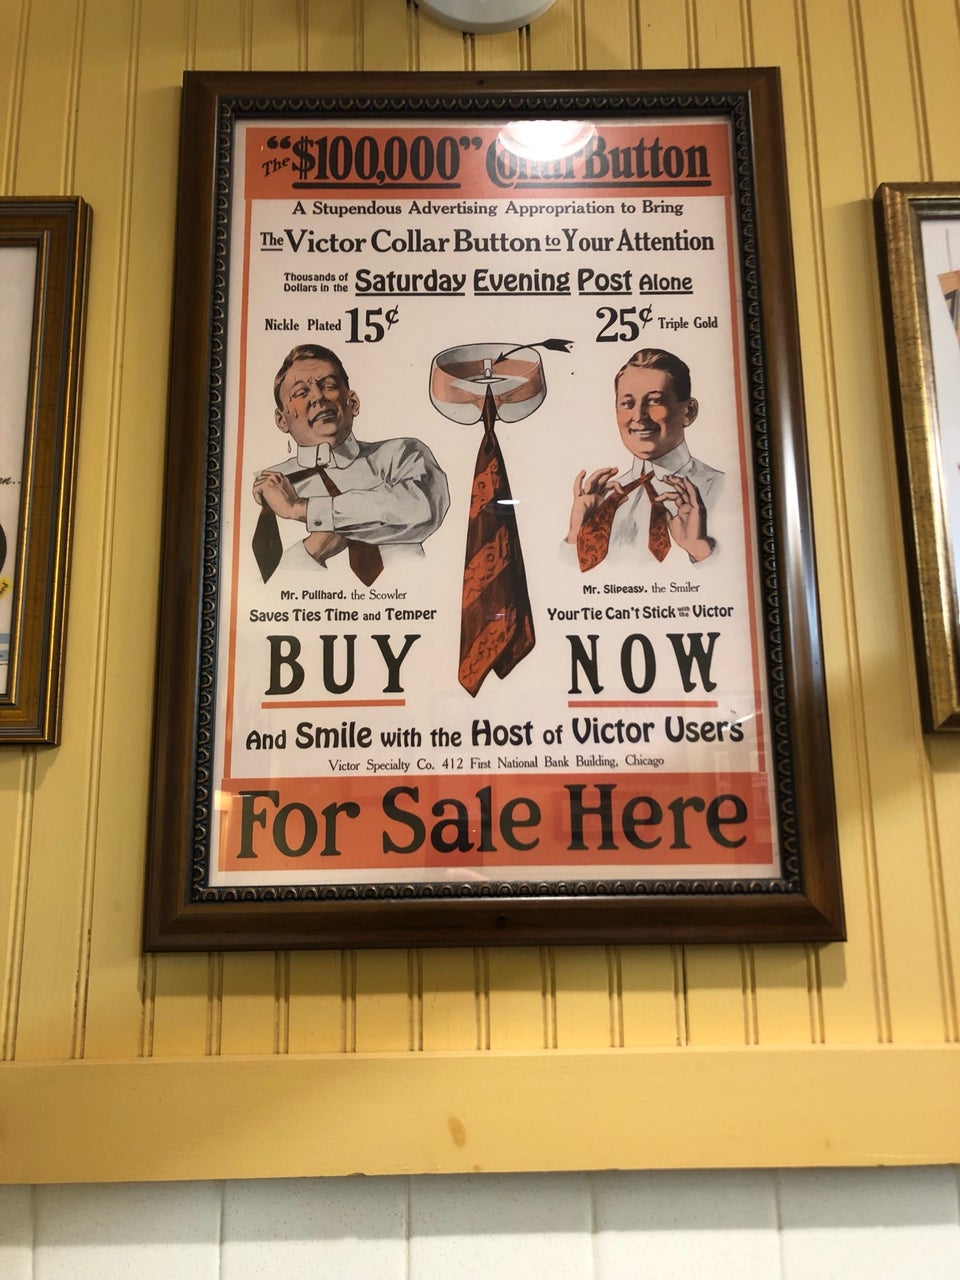 The "$100,000" Collar Button
A Stupendous Advertising Appropriation to Bring
The Victor Collar Button to Your Attention
Thousands of Dollars in the Saturday Evening Post Alone
Nickle Plated 15¢
25¢ Triple Gold
Mr. Pullhard. the Scowler
Saves Ties Time and Temper
BUY
Mr. Slipeasy. the Smiler
Your Tie Can't Stick with the Victor
NOW
And Smile with the Host of Victor Users
Victor Specialty Co. 412 First National Bank Building, Chicago
For Sale Here